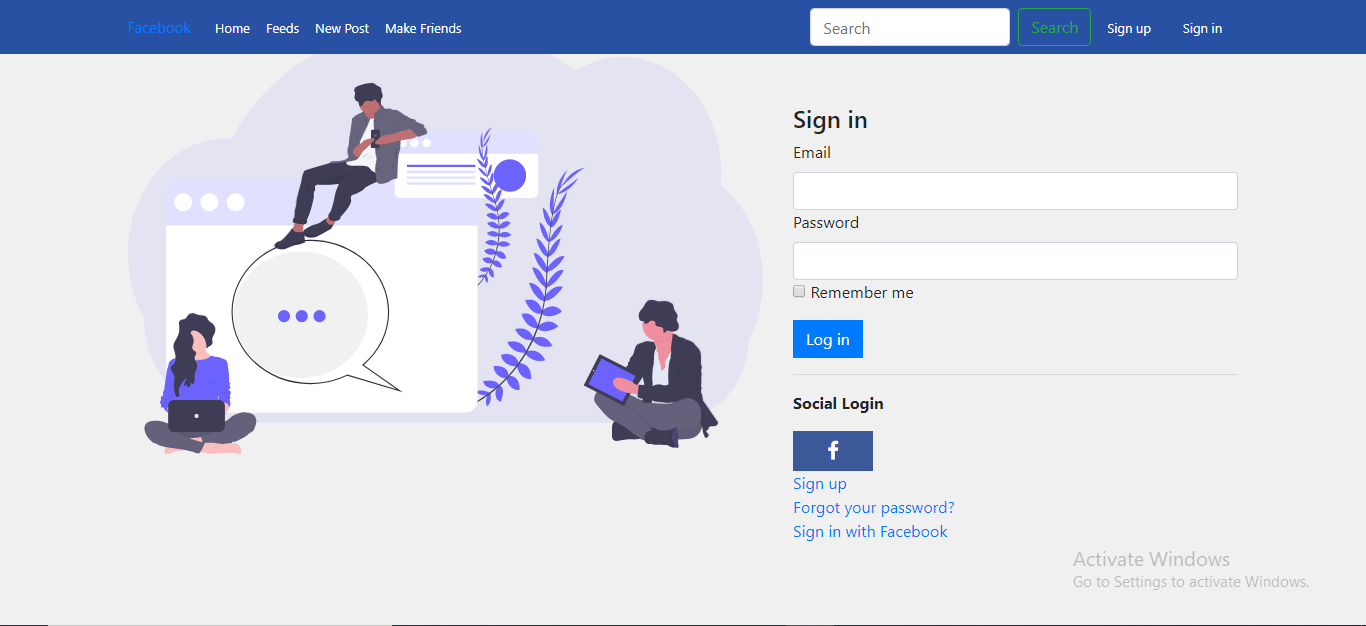 Facebook Home Feeds New Post Make Friends Search Search Sign up Sign in
Sign in
Email
Password
Remember me
Log in
Social Login
f
Sign up
Forgot your password?
Sign in with Facebook
Activate Windows
Go to Settings to activate Windows.